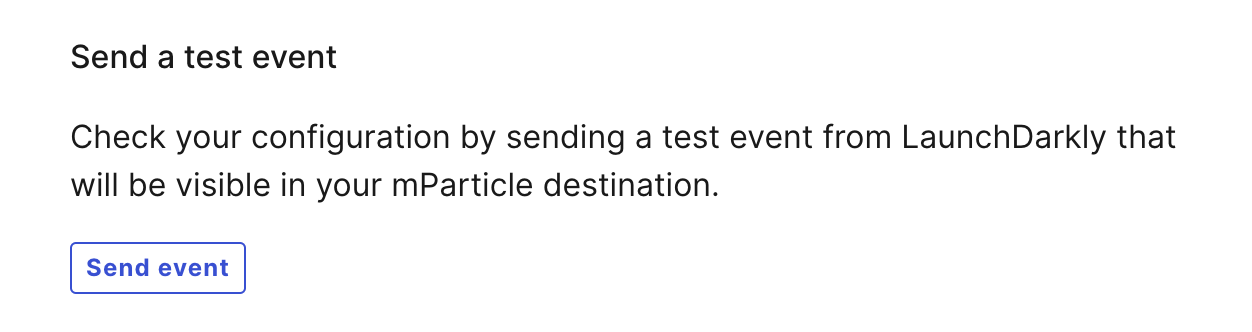 Send a test event
Check your configuration by sending a test event from LaunchDarkly that
will be visible in your mParticle destination.
Send event